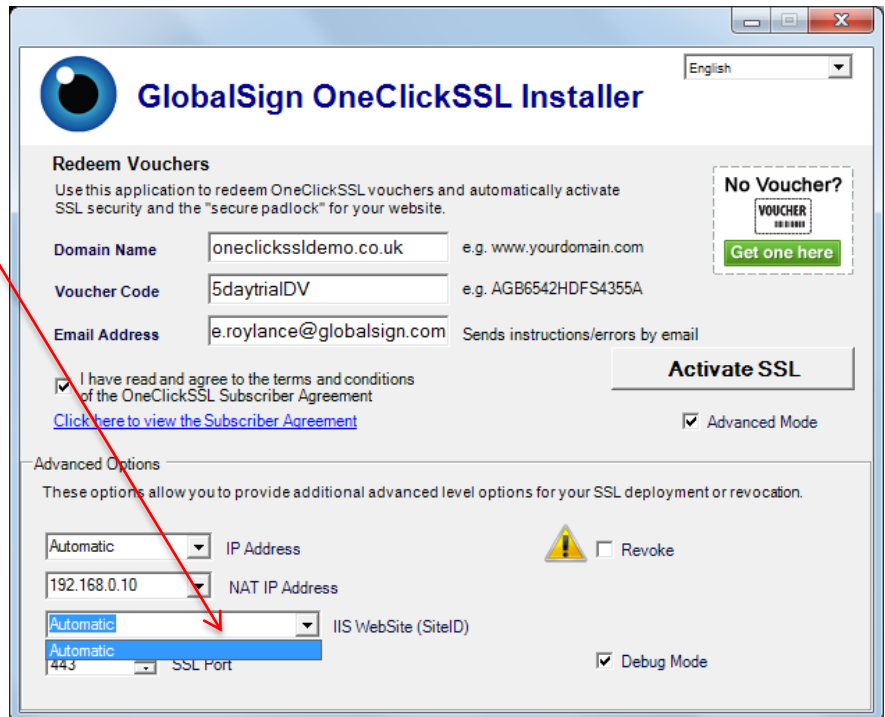 English
GlobalSign OneClickSSL Installer
Redeem Vouchers
Use this application to redeem OneClickSSL vouchers and automatically activate
SSL security and the "secure padlock" for your website.
No Voucher?
VOUCHER
Get one here
Domain Name oneclickssldemo.co.uk e.g. www.yourdomain.com
Voucher Code 5daytrialDV e.g. AGB6542HDFS4355A
Email Address e.roylance@globalsign.com Sends instructions/errors by email
I have read and agree to the terms and conditions
of the OneClickSSL Subscriber Agreement
Activate SSL
Click here to view the Subscriber Agreement
Advanced Mode
Advanced Options
These options allow you to provide additional advanced level options for your SSL deployment or revocation.
Automatic IP Address
Revoke
192.168.0.10 NAT IP Address
Automatic IIS WebSite (SiteID)
Automatic
443 SSL Port
Debug Mode